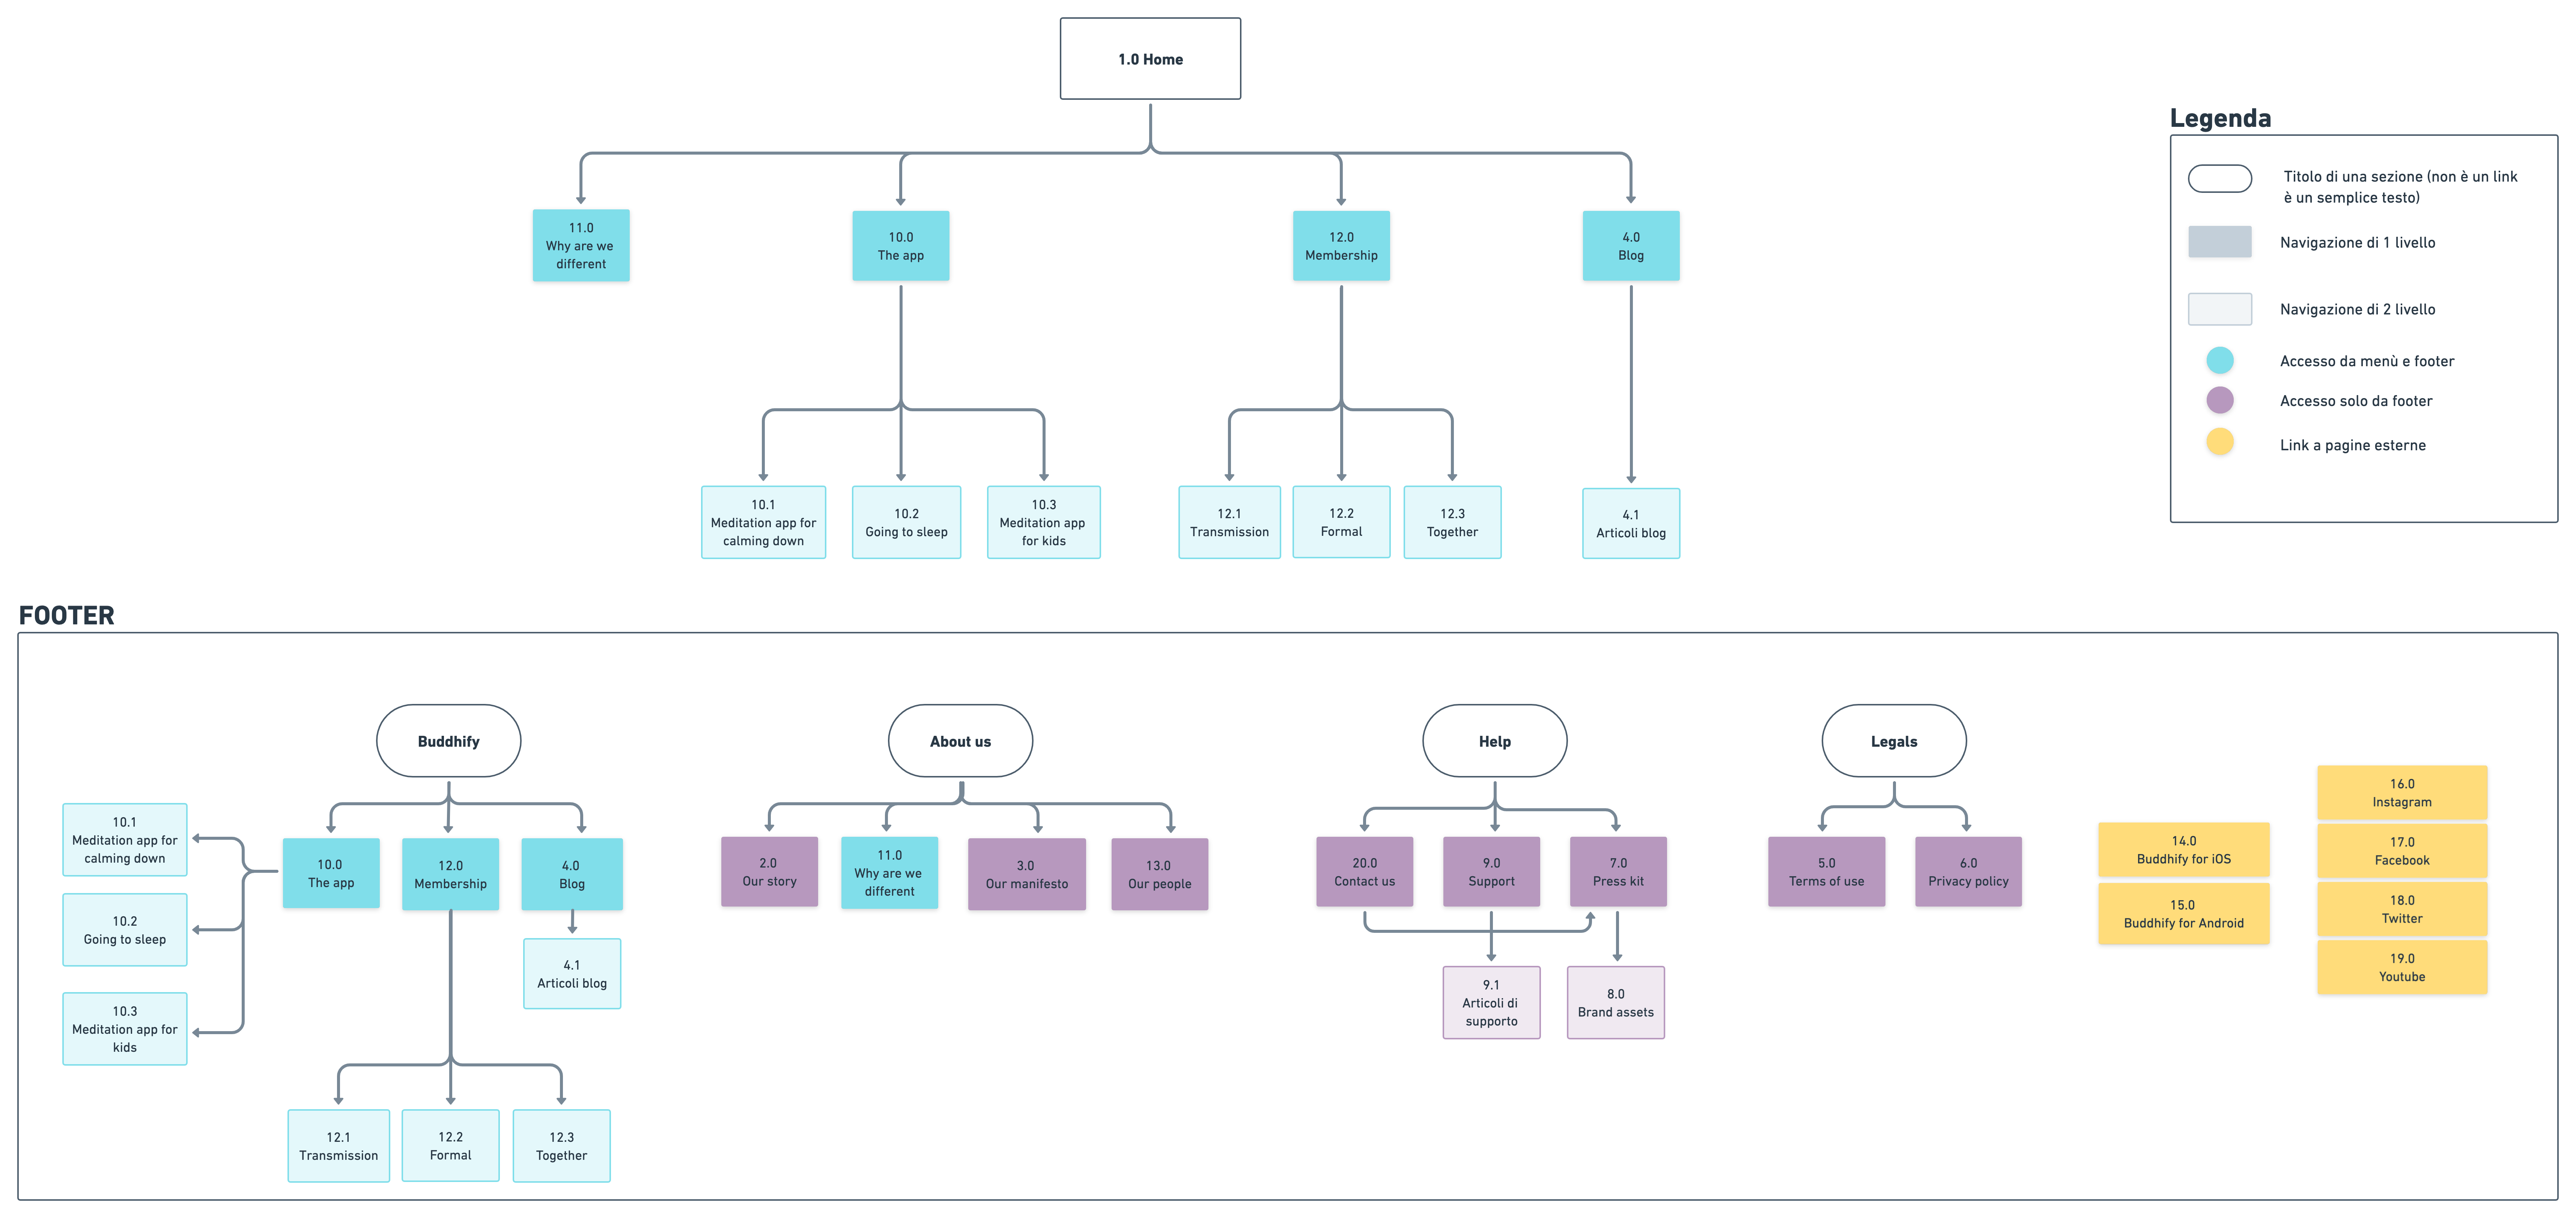 1.0 Home
11.0
Why are we
different
10.0
The app
12.0
Membership
4.0
Blog
10.1
Meditation app for
calming down
10.2
Going to sleep
10.3
Meditation app
for kids
12.1
Transmission
12.2
Formal
12.3
Together
4.1
Articoli blog
Legenda
Titolo di una sezione (non è un link
è un semplice testo)
Navigazione di 1 livello
Navigazione di 2 livello
Accesso da menù e footer
Accesso solo da footer
Link a pagine esterne
FOOTER
Buddhify
10.1
Meditation app for
calming down
10.2
Going to sleep
10.3
Meditation app for
kids
10.0
The app
12.0
Membership
4.0
Blog
4.1
Articoli blog
12.1
Transmission
12.2
Formal
12.3
Together
About us
2.0
Our story
11.0
Why are we
different
3.0
Our manifesto
13.0
Our people
Help
20.0
Contact us
9.0
Support
7.0
Press kit
9.1
Articoli di
supporto
8.0
Brand assets
Legals
5.0
Terms of use
6.0
Privacy policy
14.0
Buddhify for iOS
15.0
Buddhify for Android
16.0
Instagram
17.0
Facebook
18.0
Twitter
19.0
Youtube